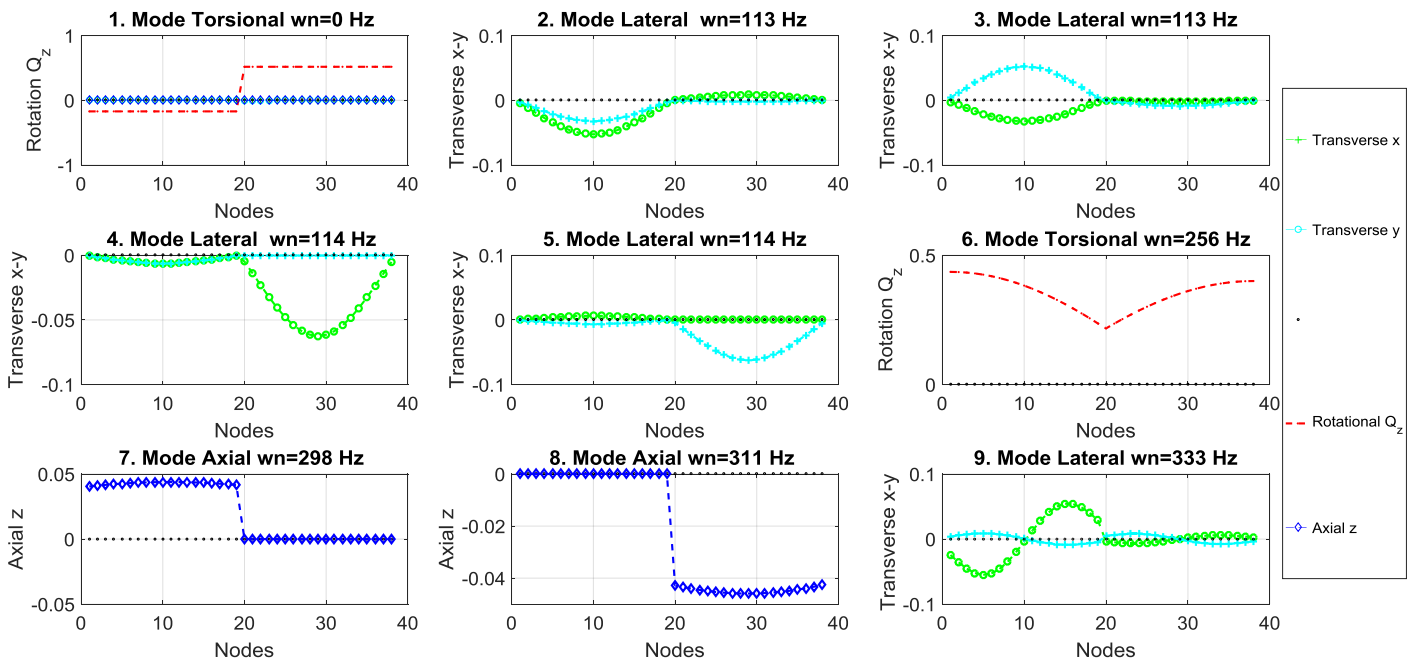 1. Mode Torsional wn=0 Hz
Rotation Q_z
1
0
-1
0 10 20 30 40
Nodes
2. Mode Lateral  wn=113 Hz
Transverse x-y
0.1
0
-0.1
0 10 20 30 40
Nodes
3. Mode Lateral wn=113 Hz
Transverse x-y
0.1
0
-0.1
0 10 20 30 40
Nodes
4. Mode Lateral  wn=114 Hz
Transverse x-y
0
-0.05
-0.1
0 10 20 30 40
Nodes
5. Mode Lateral wn=114 Hz
Transverse x-y
0.1
0
-0.1
0 10 20 30 40
Nodes
6. Mode Torsional wn=256 Hz
Rotation Q_z
0.5
0
0 10 20 30 40
Nodes
7. Mode Axial wn=298 Hz
Axial z
0.05
0
-0.05
0 10 20 30 40
Nodes
8. Mode Axial wn=311 Hz
Axial z
0
-0.02
-0.04
0 10 20 30 40
Nodes
9. Mode Lateral wn=333 Hz
Transverse x-y
0.1
0
-0.1
0 10 20 30 40
Nodes
Transverse x
Transverse y
Rotational Q_z
Axial z